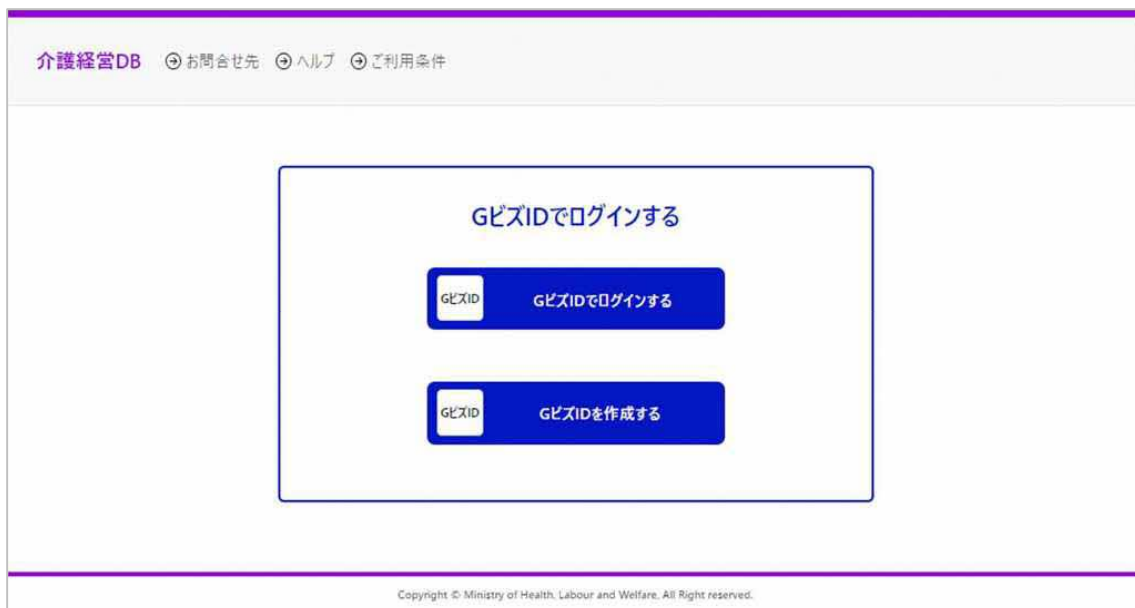 介護経営DB お問合せ先 ヘルプ ご利用条件
GビズIDでログインする
GビズID GビズIDでログインする
GビズID GビズIDを作成する
Copyright © Ministry of Health, Labour and Welfare, All Right reserved.